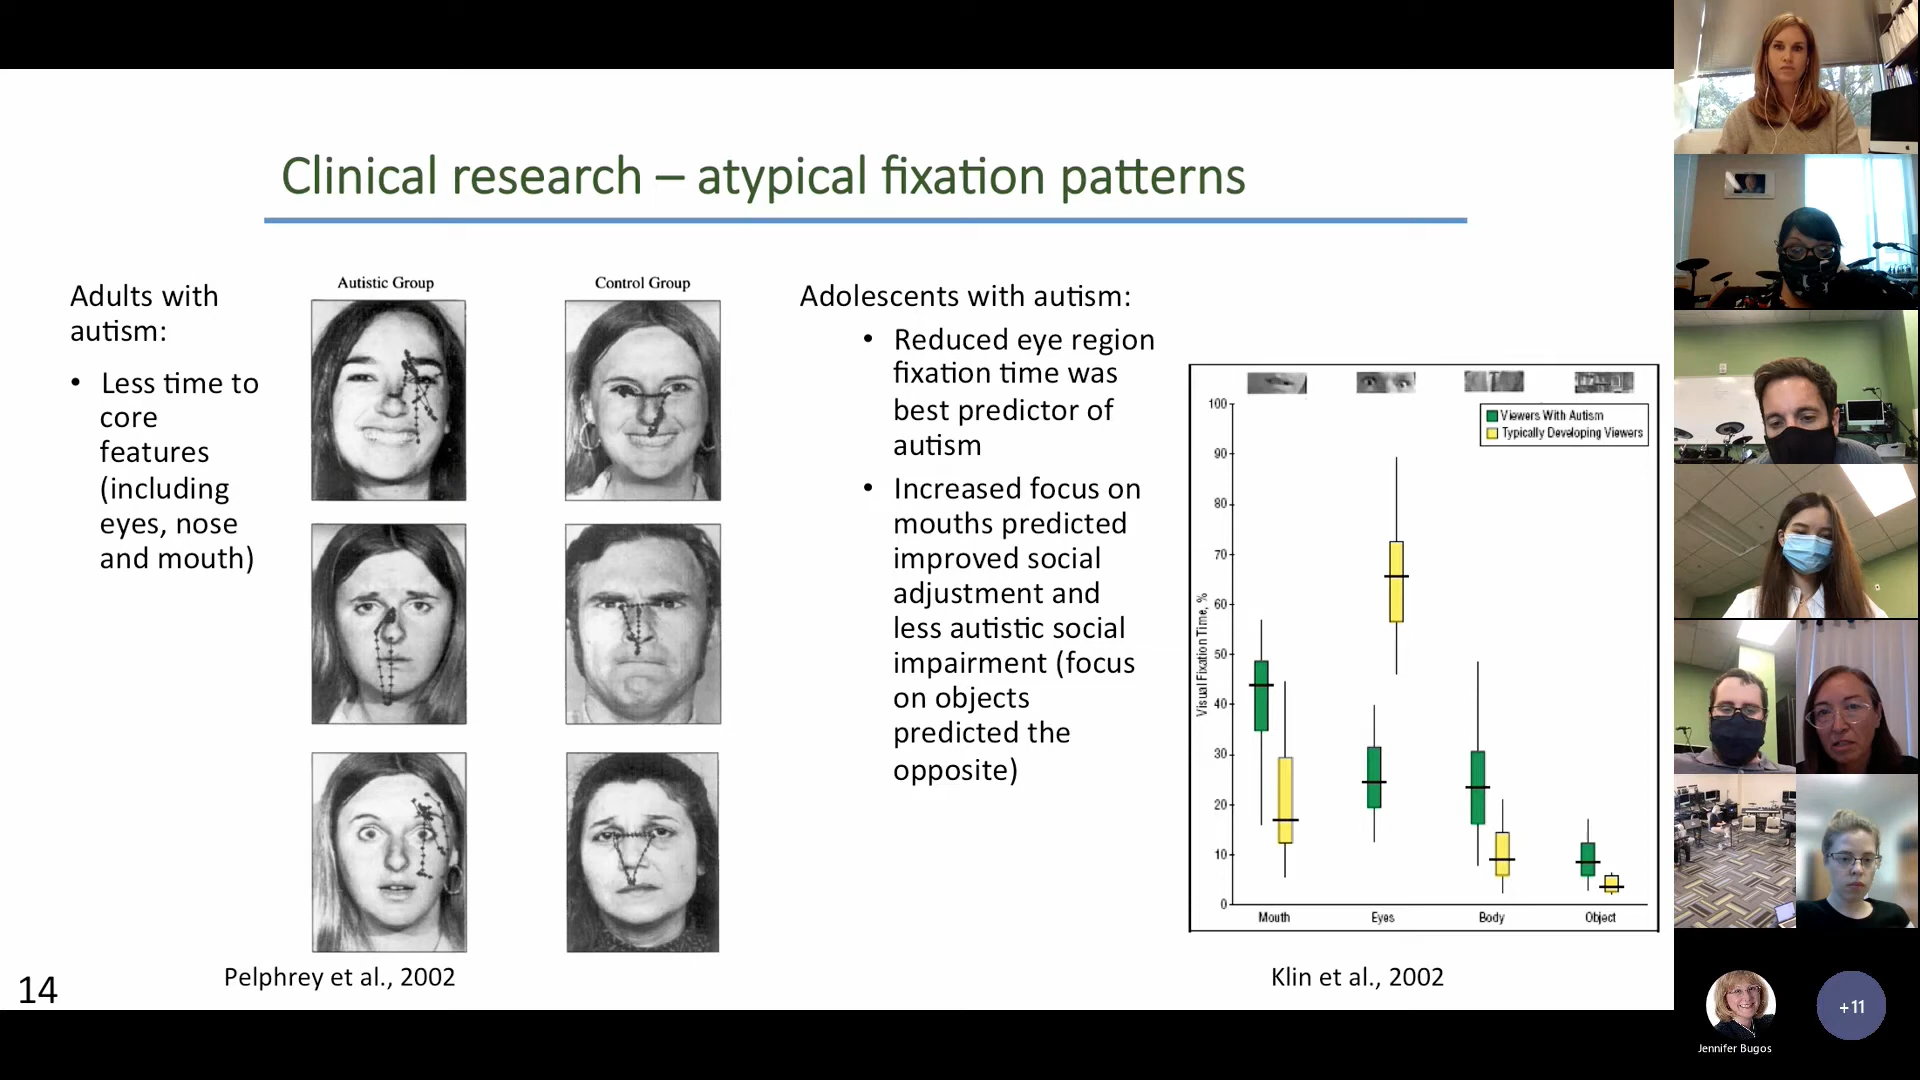 Clinical research – atypical fixation patterns
Adults with
autism:
• Less time to
core
features
(including
eyes, nose
and mouth)
Autistic Group
Control Group
Pelphrey et al., 2002
Adolescents with autism:
• Reduced eye region
fixation time was
best predictor of
autism
• Increased focus on
mouths predicted
improved social
adjustment and
less autistic social
impairment (focus
on objects
predicted the
opposite)
Viewers With Autism
Typically Developing Viewers
Visual Fixation Time, %
100
90
80
70
60
50
40
30
20
10
0
Mouth
Eyes
Body
Object
Klin et al., 2002
14
+11
Jennifer Bugos